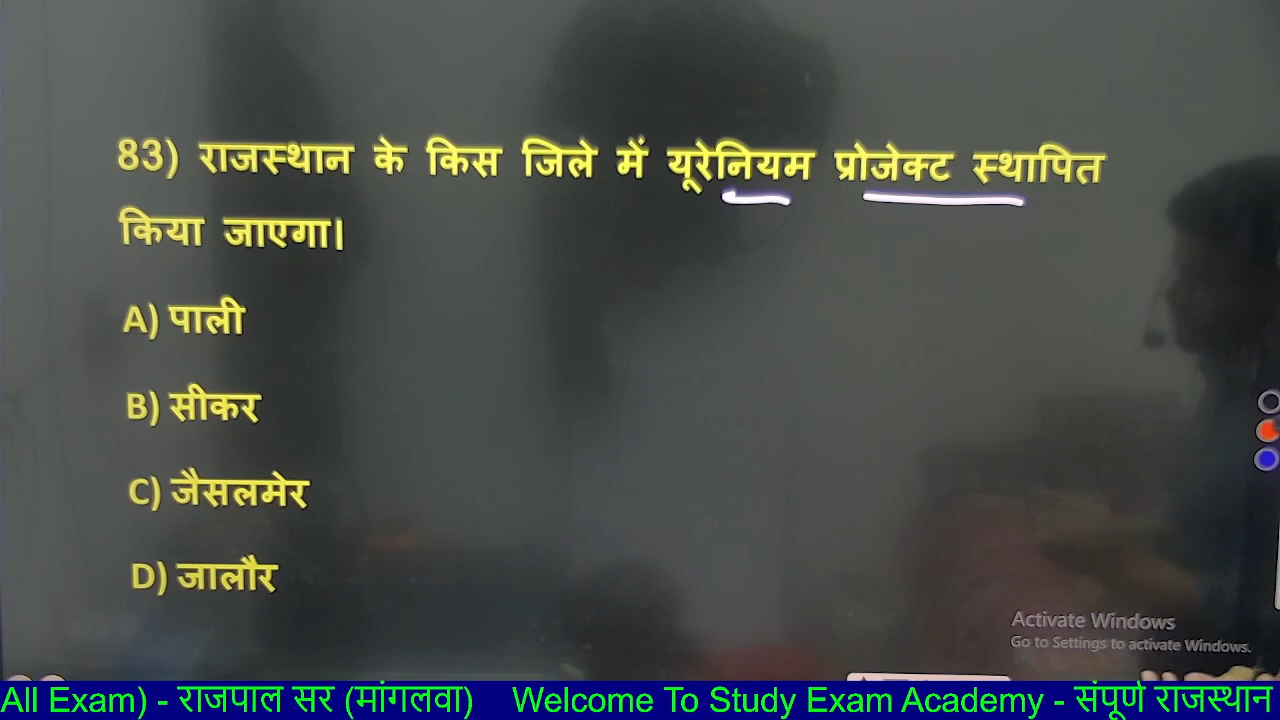 83) राजस्थान के किस जिले में यूरेनियम प्रोजेक्ट स्थापित
किया जाएगा।
A) पाली
B) सीकर
C) जैसलमेर
D) जालौर
Activate Windows
Go to Settings to activate Windows.
All Exam) - राजपाल सर (मांगलवा) Welcome To Study Exam Academy - संपूर्ण राजस्थान